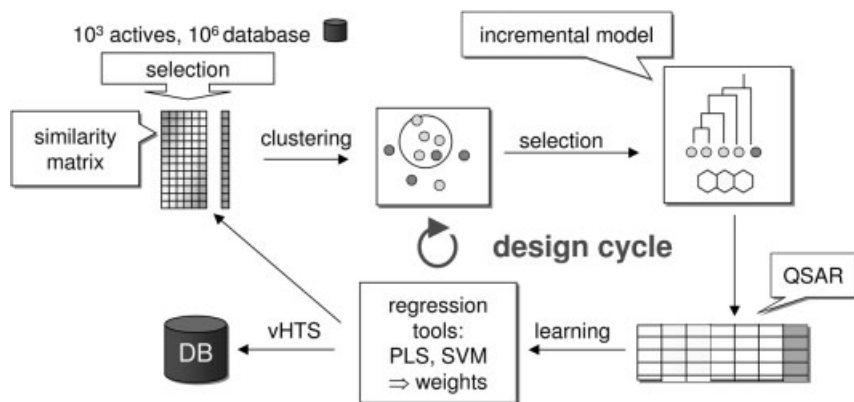 10³ actives, 10⁶ database
selection
similarity
matrix
clustering
selection
incremental model
design cycle
QSAR
learning
regression
tools:
PLS, SVM
⇒ weights
vHTS
DB